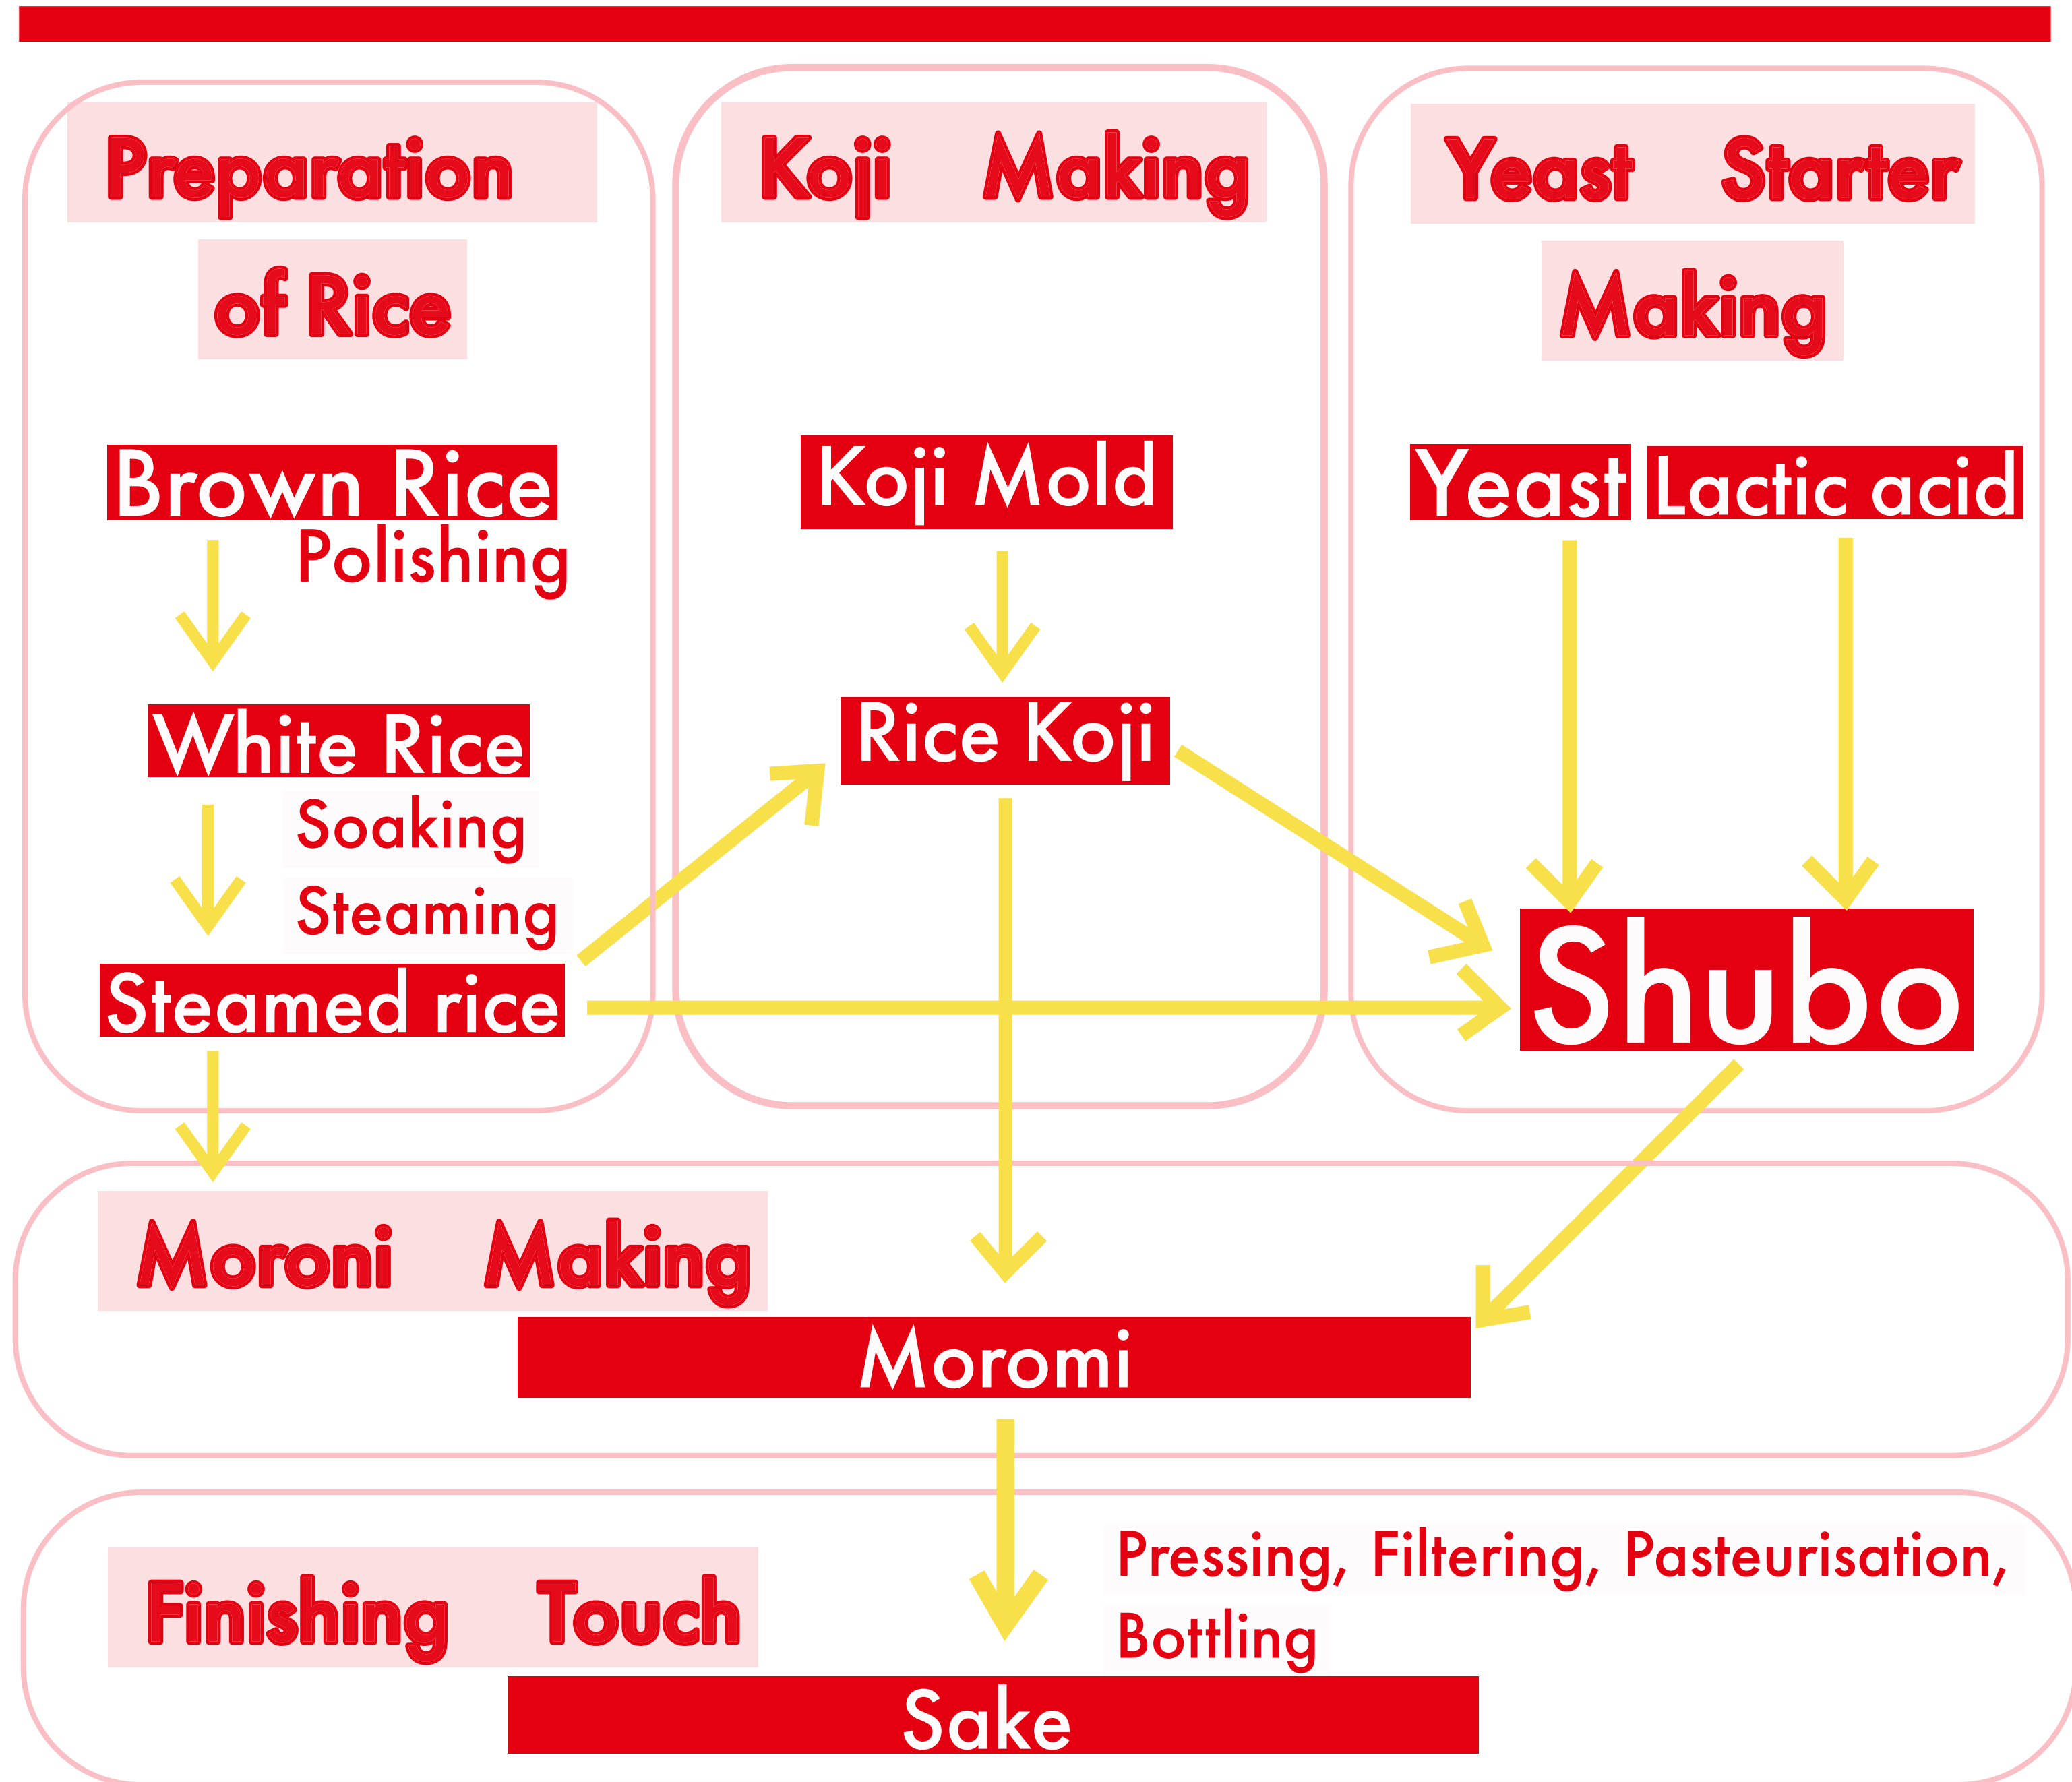 Preparation
of Rice
Brown Rice
Polishing
White Rice
Soaking
Steaming
Steamed rice
Koji Making
Koji Mold
Rice Koji
Yeast Starter
Making
Yeast
Lactic acid
Shubo
Moroni Making
Moromi
Finishing Touch
Pressing, Filtering, Pasteurisation,
Bottling
Sake